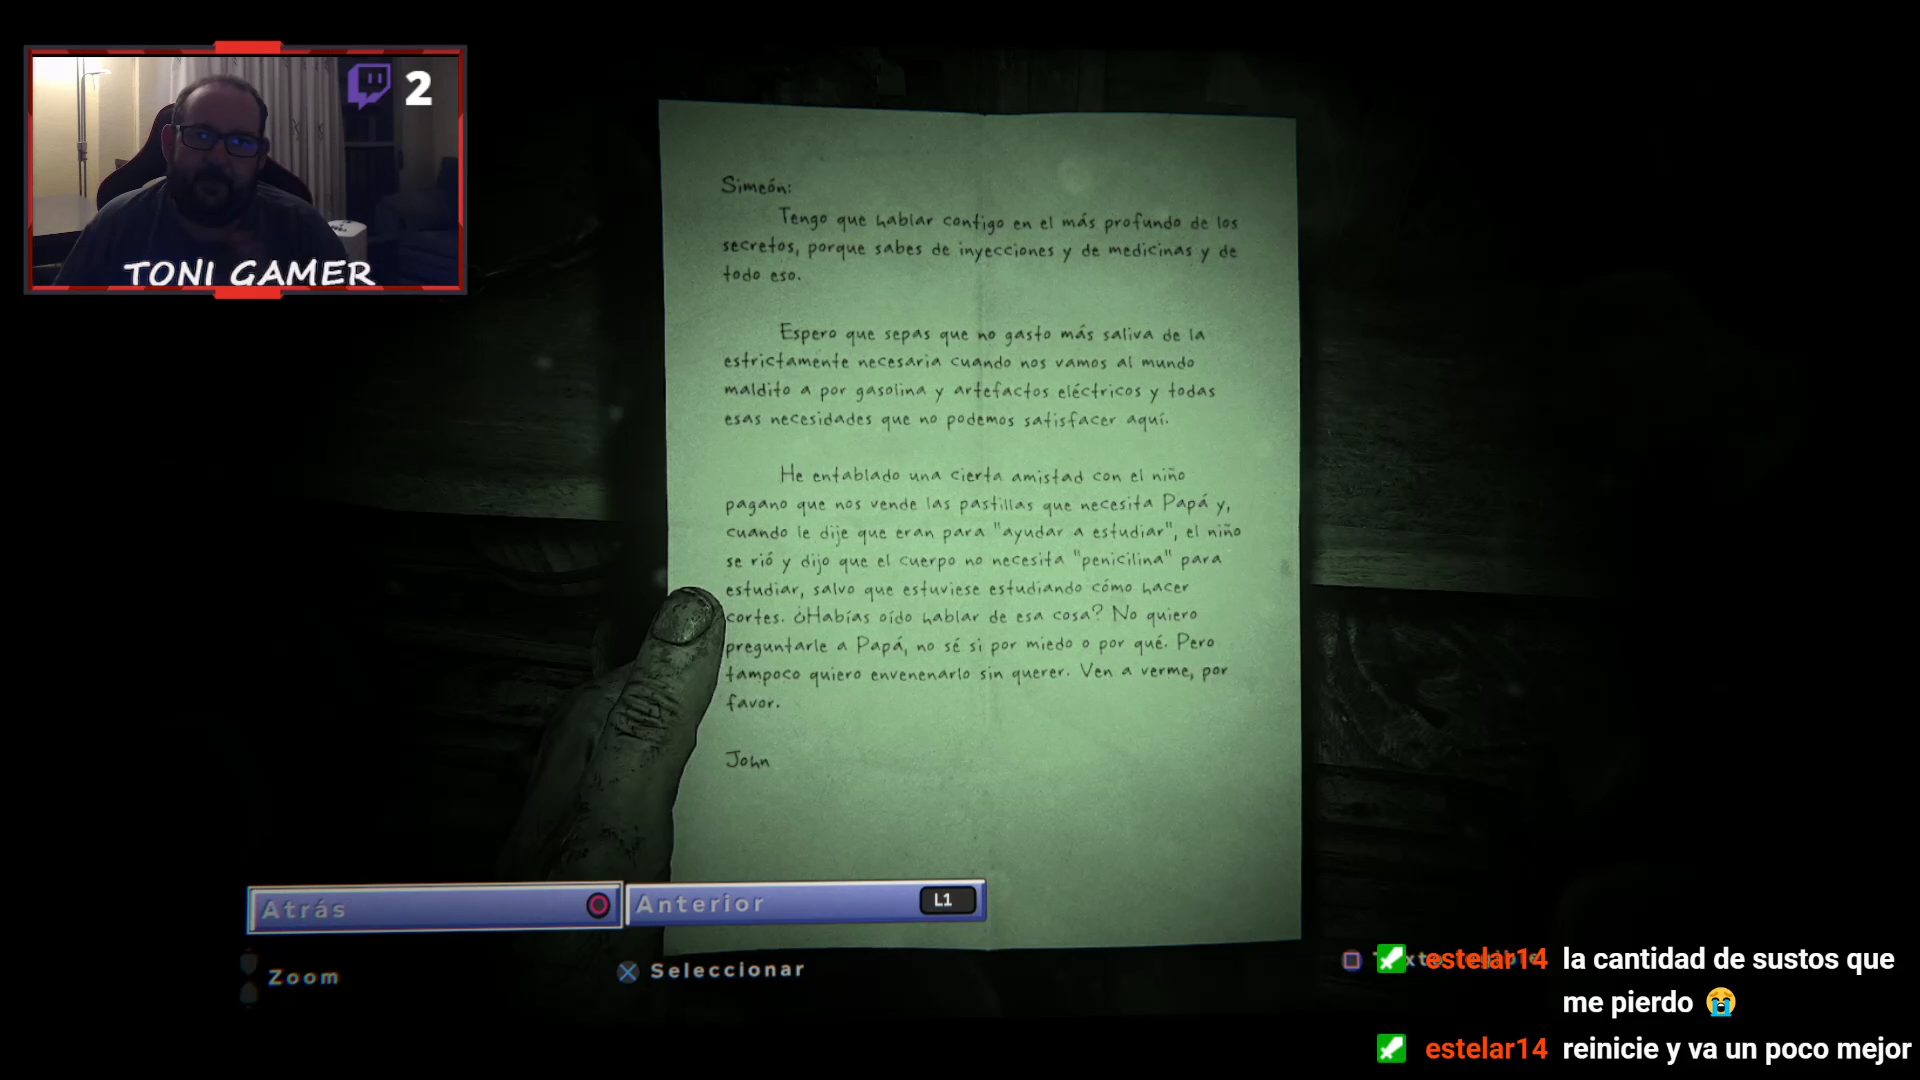 2
TONI GAMER
Simeón:
Tengo que hablar contigo en el más profundo de los
secretos, porque sabes de inyecciones y de medicinas y de
todo eso.
Espero que sepas que no gasto más saliva de la
estrictamente necesaria cuando nos vamos al mundo
maldito a por gasolina y artefactos eléctricos y todas
esas necesidades que no podemos satisfacer aquí.
He entablado una cierta amistad con el niño
pagano que nos vende las pastillas que necesita Papá y,
cuando le dije que eran para "ayudar a estudiar", el niño
se rió y dijo que el cuerpo no necesita "penicilina" para
estudiar, salvo que estuviese estudiando cómo hacer
cortes. ¿Habías oído hablar de esa cosa? No quiero
preguntarle a Papá, no sé si por miedo o por qué. Pero
tampoco quiero envenenarlo sin querer. Ven a verme, por
favor.
John
Atrás
Anterior L1
Zoom
Seleccionar
estelar14 la cantidad de sustos que
me pierdo 😭
estelar14 reinicie y va un poco mejor